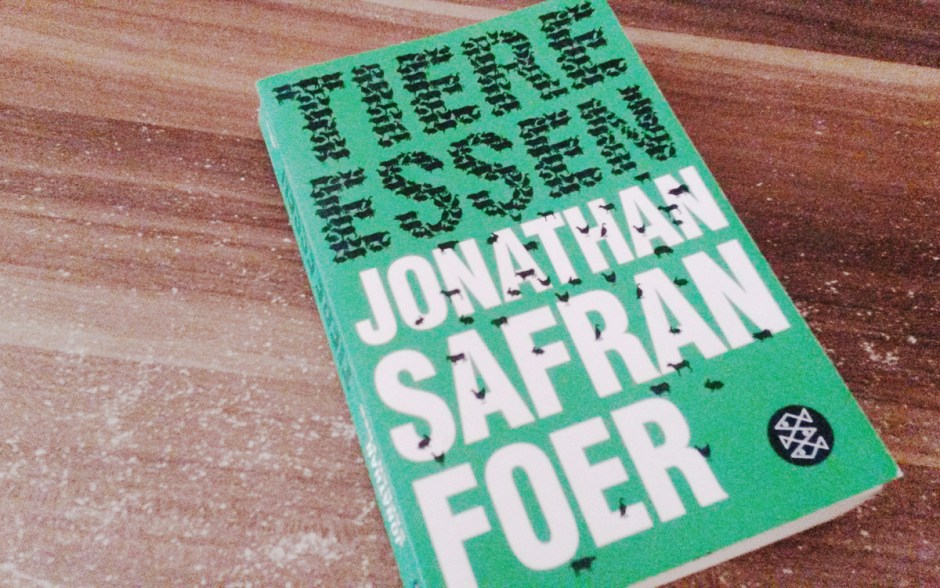 TIERE
ESSEN
JONATHAN
SAFRAN
FOER